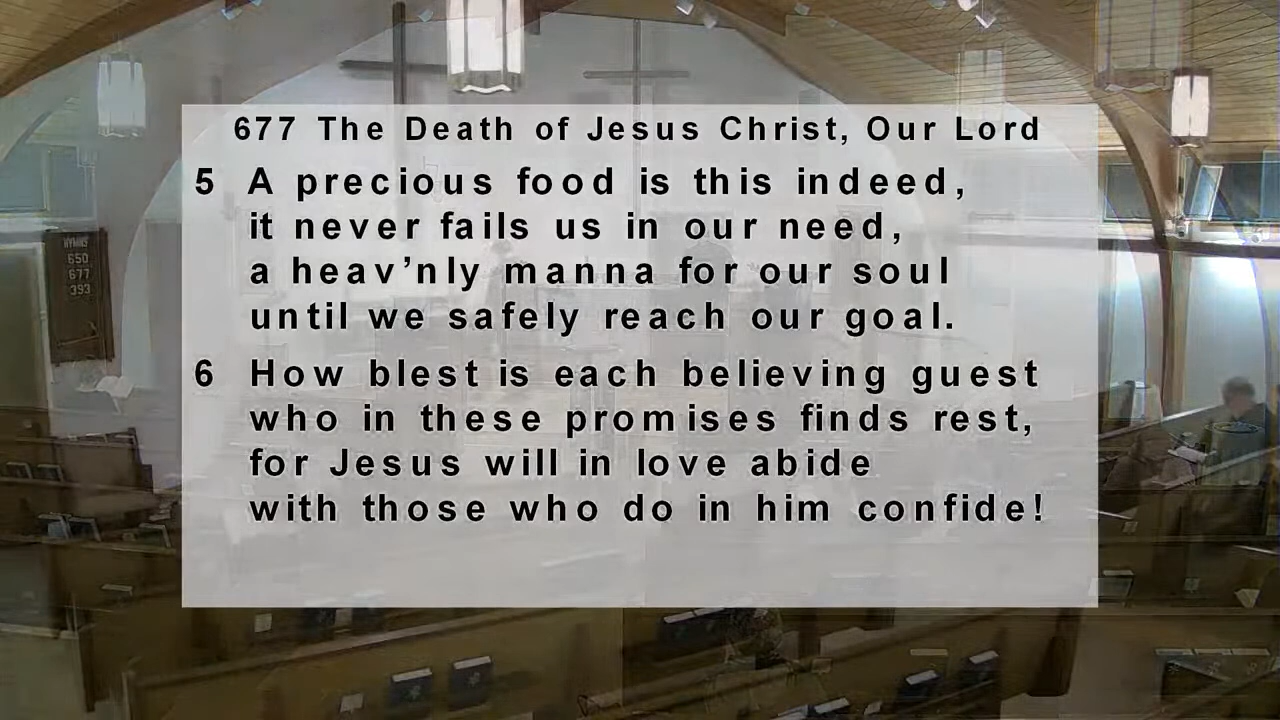 677 The Death of Jesus Christ, Our Lord
5 A precious food is this indeed,
it never fails us in our need,
a heav’nly manna for our soul
until we safely reach our goal.
6 How blest is each believing guest
who in these promises finds rest,
for Jesus will in love abide
with those who do in him confide!
HYMNS
650
677
393